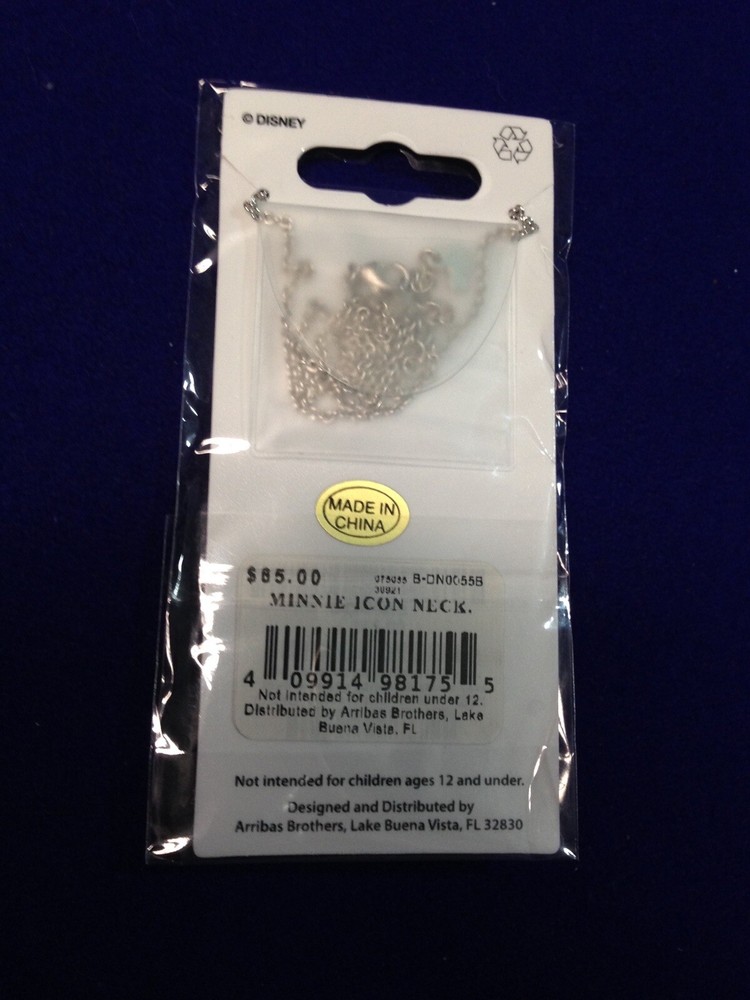 © DISNEY
MADE IN
CHINA
$65.00 B-DN0055B
MINNIE ICON NECK.
4 09914 98175 5
Not intended for children under 12.
Distributed by Arribas Brothers, Lake
Buena Vista, FL
Not intended for children ages 12 and under.
Designed and Distributed by
Arribas Brothers, Lake Buena Vista, FL 32830